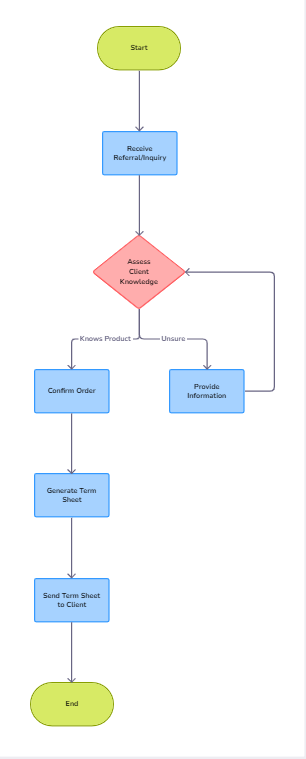 Start
Receive
Referral/Inquiry
Assess
Client
Knowledge
Knows Product
Unsure
Confirm Order
Provide
Information
Generate Term
Sheet
Send Term Sheet
to Client
End